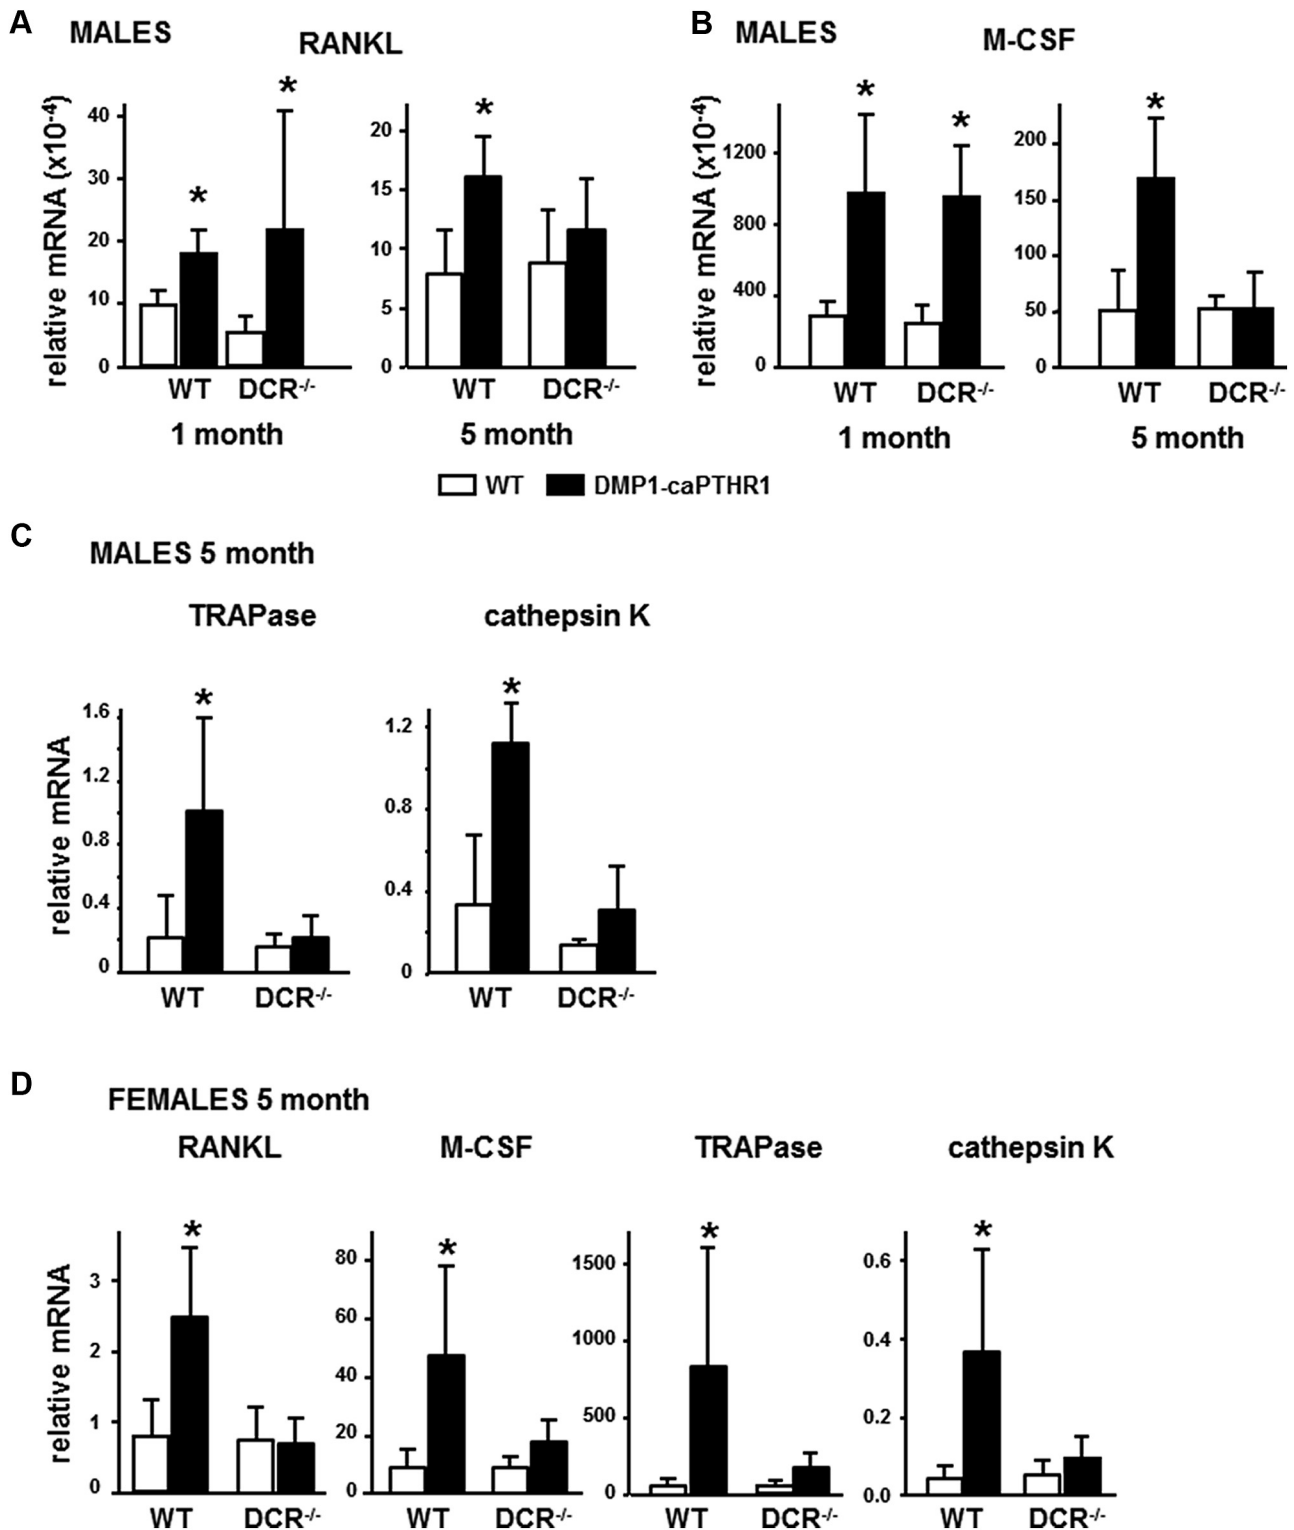 A MALES RANKL
relative mRNA (x10⁻⁴)
40
30
20
10
0
*
*
WT DCR⁻/⁻
1 month
20
15
10
5
0
*
WT DCR⁻/⁻
5 month
B MALES M-CSF
relative mRNA (x10⁻⁴)
1200
800
400
0
*
*
WT DCR⁻/⁻
1 month
200
150
100
50
0
*
WT DCR⁻/⁻
5 month
WT DMP1-caPTHR1
C
MALES 5 month
TRAPase
relative mRNA
1.6
1.2
0.8
0.4
0
*
WT DCR⁻/⁻
cathepsin K
1.2
0.8
0.4
0
*
WT DCR⁻/⁻
D
FEMALES 5 month
RANKL
relative mRNA
3
2
1
0
*
WT DCR⁻/⁻
M-CSF
80
60
40
20
0
*
WT DCR⁻/⁻
TRAPase
1500
1000
500
0
*
WT DCR⁻/⁻
cathepsin K
0.6
0.4
0.2
0.0
*
WT DCR⁻/⁻